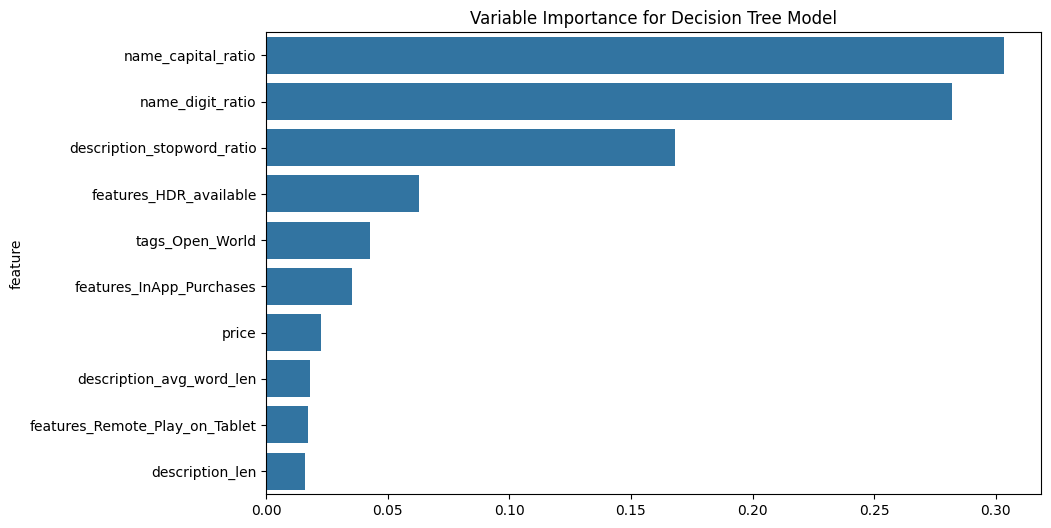 Variable Importance for Decision Tree Model
name_capital_ratio
name_digit_ratio
description_stopword_ratio
features_HDR_available
tags_Open_World
features_InApp_Purchases
price
description_avg_word_len
features_Remote_Play_on_Tablet
description_len
feature
0.00 0.05 0.10 0.15 0.20 0.25 0.30